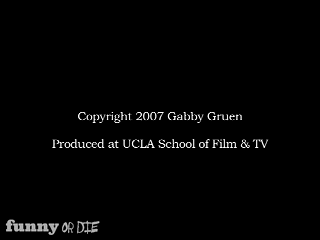 Copyright 2007 Gabby Gruen
Produced at UCLA School of Film & TV
funny OR DIE